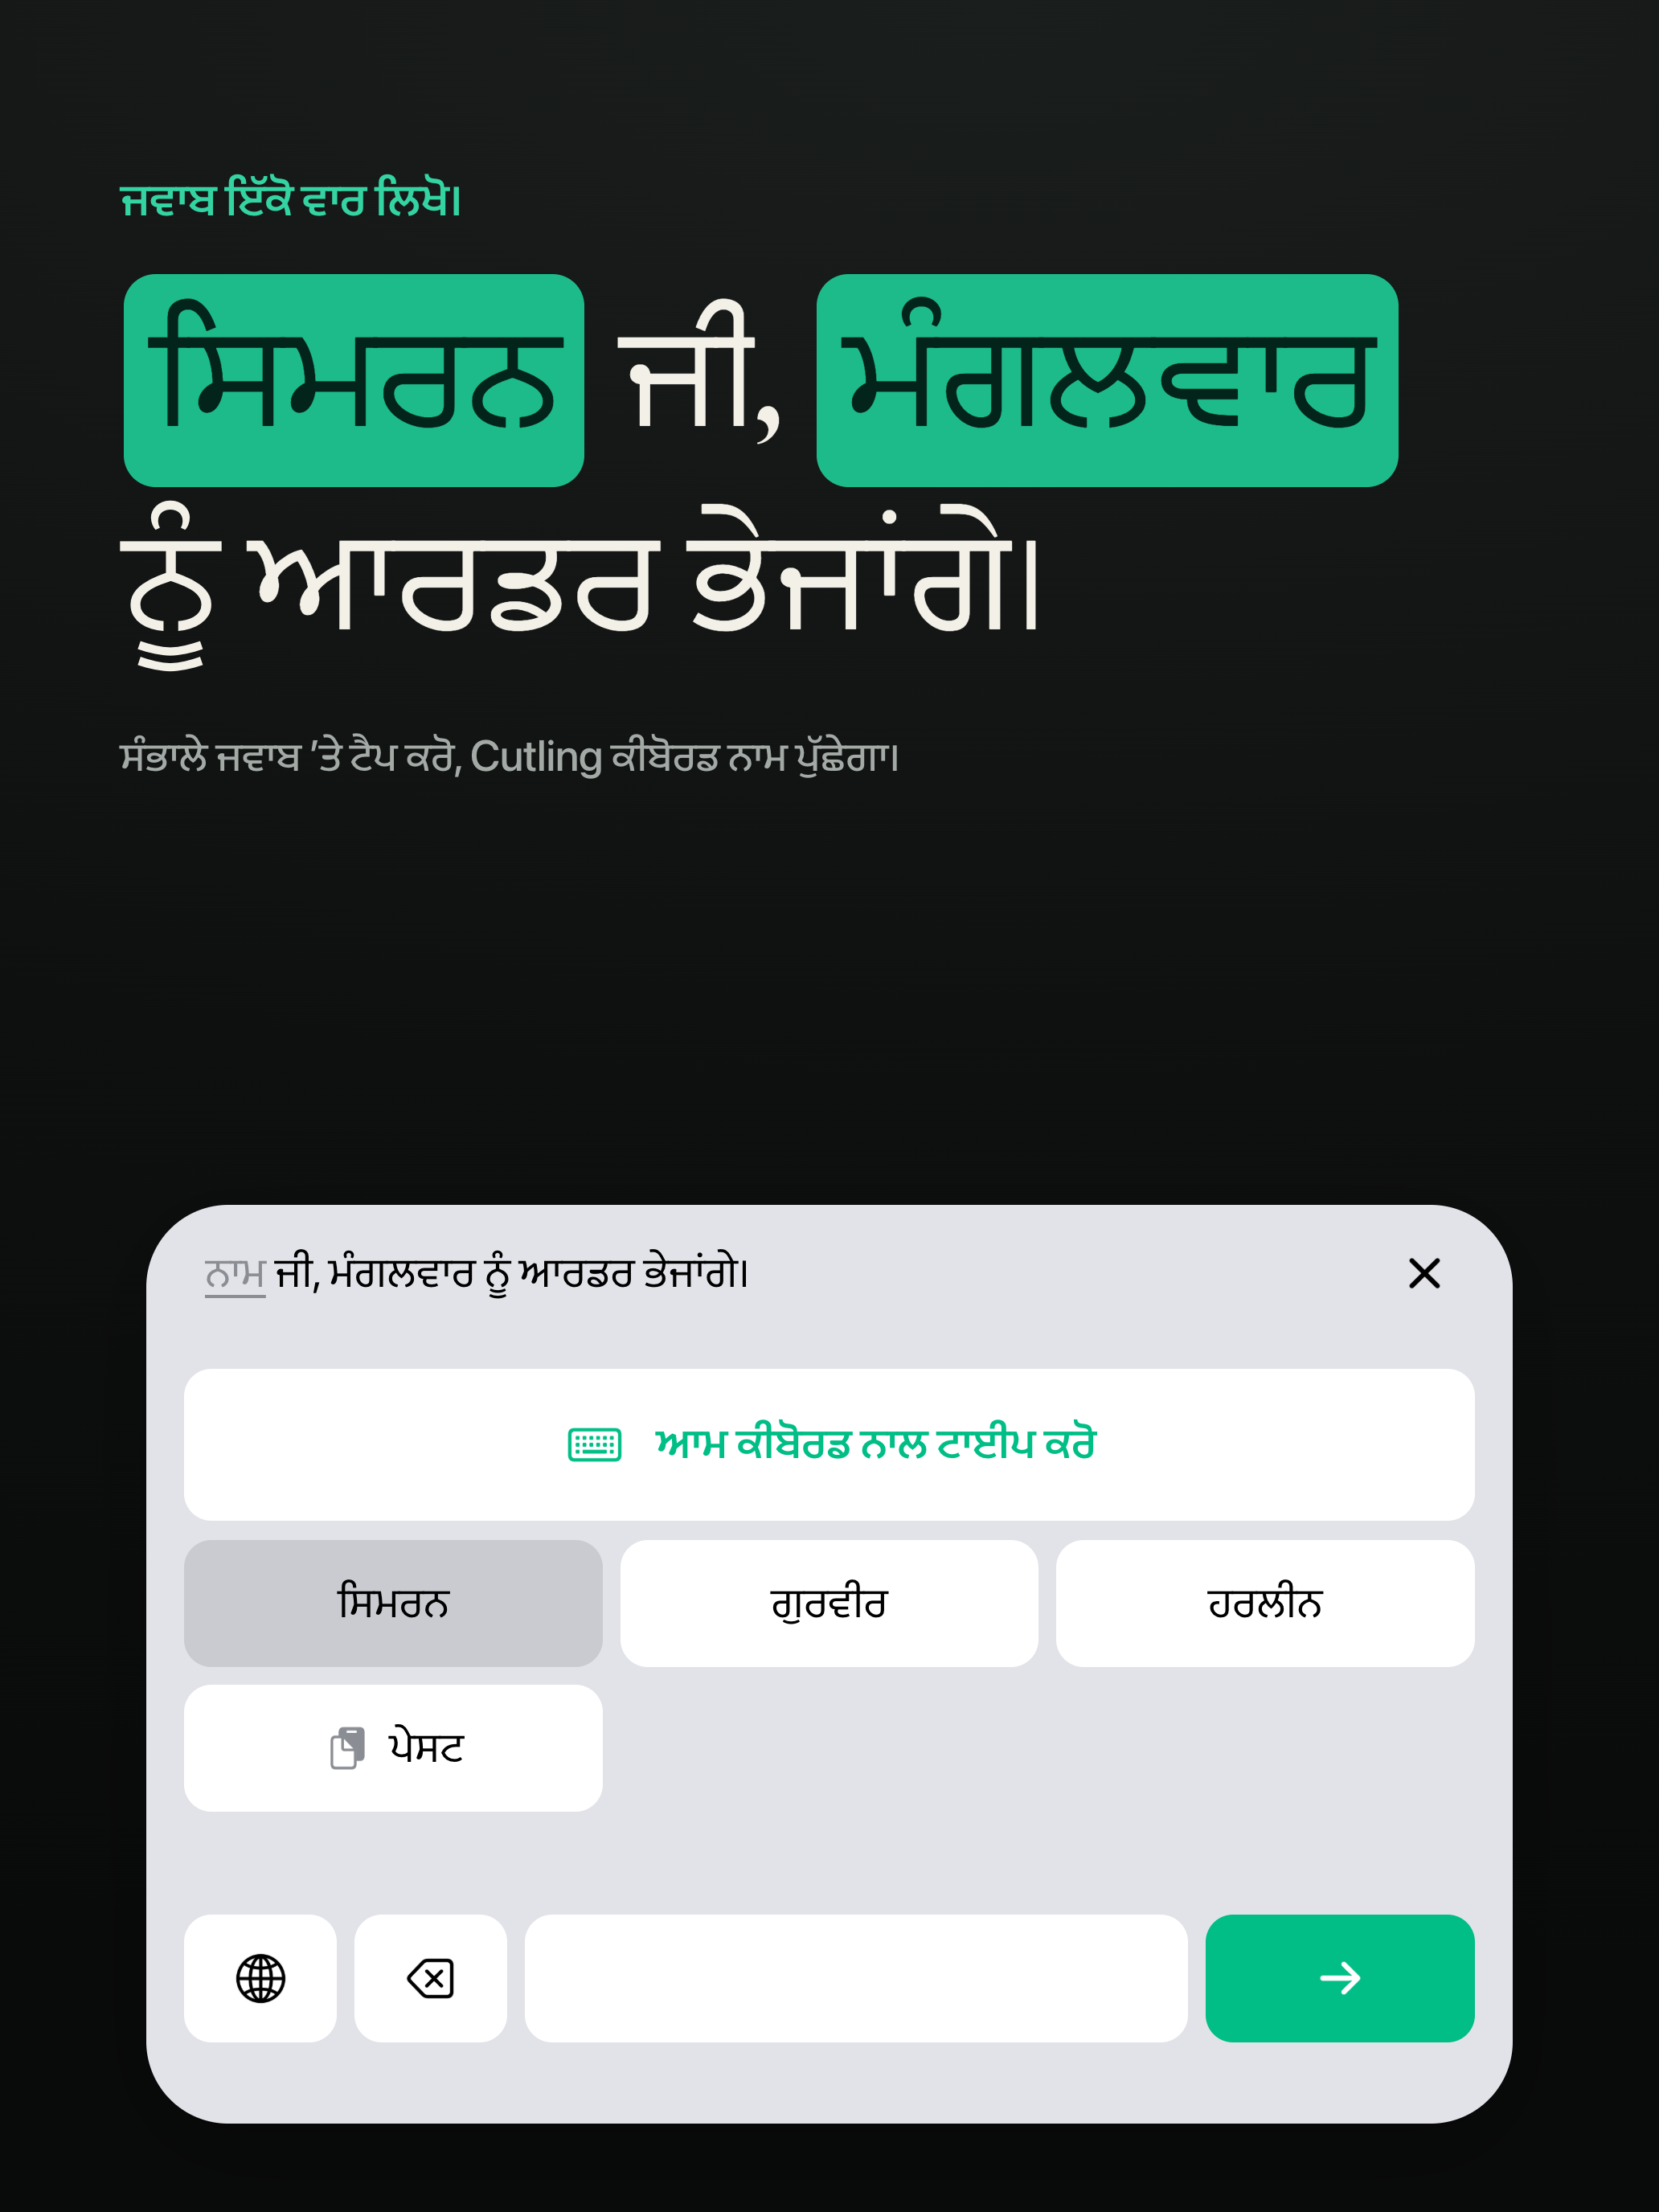 ਜਵਾਬ ਇੱਕੋ ਵਾਰ ਲਿਖੋ।
ਸਿਮਰਨ ਜੀ, ਮੰਗਲਵਾਰ
ਨੂੰ ਆਰਡਰ ਭੇਜਾਂਗੇ।
ਸੰਭਾਲੇ ਜਵਾਬ ’ਤੇ ਟੈਪ ਕਰੋ, Cutling ਕੀਬੋਰਡ ਨਾਮ ਪੁੱਛੇਗਾ।
ਨਾਮ ਜੀ, ਮੰਗਲਵਾਰ ਨੂੰ ਆਰਡਰ ਭੇਜਾਂਗੇ।
ਆਮ ਕੀਬੋਰਡ ਨਾਲ ਟਾਈਪ ਕਰੋ
ਸਿਮਰਨ
ਗੁਰਵੀਰ
ਹਰਲੀਨ
ਪੇਸਟ